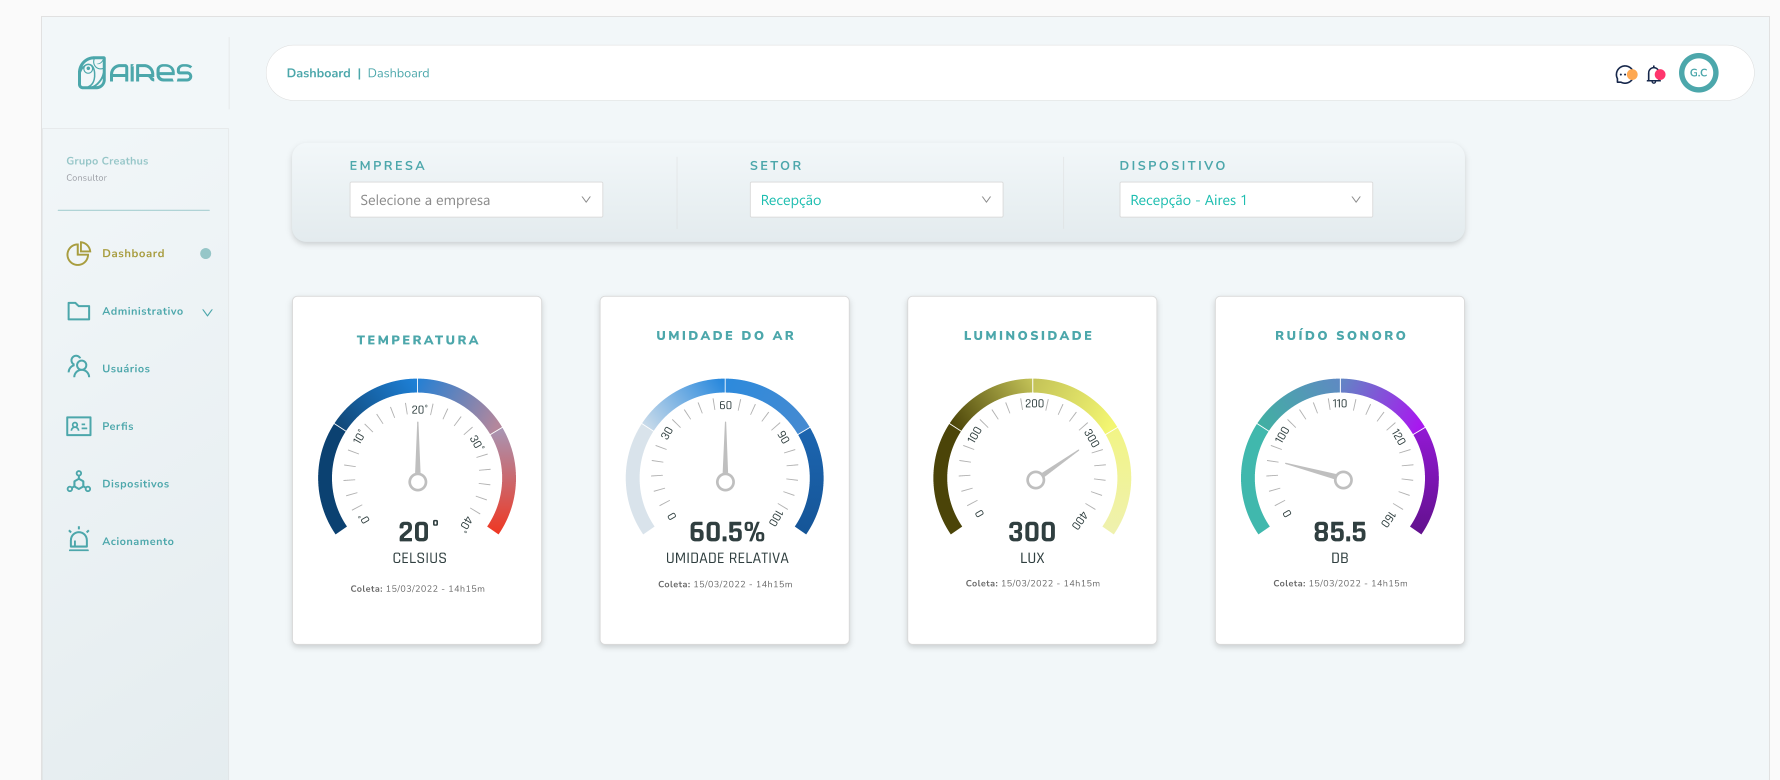 AIRES
Dashboard | Dashboard
G.C
Grupo Creathus
Consultor
Dashboard
Administrativo
Usuários
Perfis
Dispositivos
Acionamento
EMPRESA
Selecione a empresa
SETOR
Recepção
DISPOSITIVO
Recepção - Aires 1
TEMPERATURA
0° 10° 20° 30° 40°
20°
CELSIUS
Coleta: 15/03/2022 - 14h15m
UMIDADE DO AR
0 30 60 90 100
60.5%
UMIDADE RELATIVA
Coleta: 15/03/2022 - 14h15m
LUMINOSIDADE
0 100 200 300 400
300
LUX
Coleta: 15/03/2022 - 14h15m
RUÍDO SONORO
0 100 110 120 160
85.5
DB
Coleta: 15/03/2022 - 14h15m